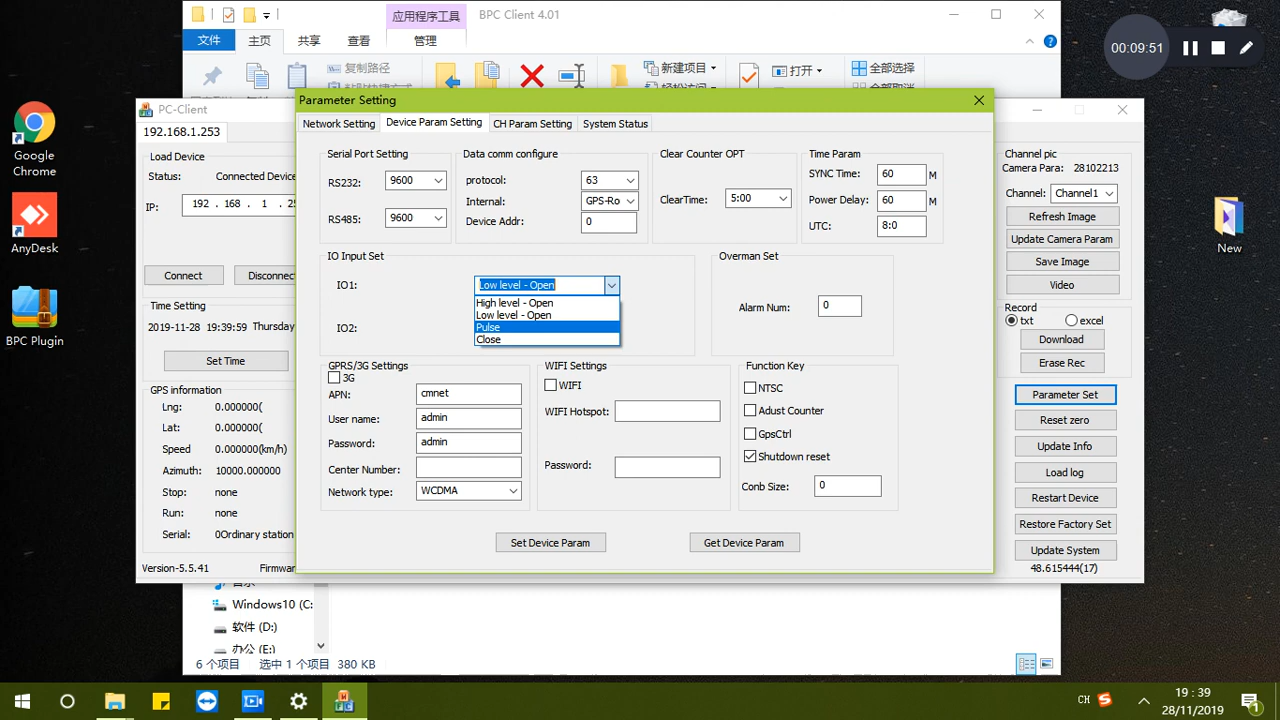 应用程序工具
BPC Client 4.01
文件
主页
共享
查看
管理
复制路径
新建项目
打开
全部选择
00:09:51
Google
Chrome
AnyDesk
BPC Plugin
New
PC-Client
192.168.1.253
Load Device
Status:
Connected Device
IP:
192 . 168 . 1 . 25
Connect
Disconnect
Time Setting
2019-11-28 19:39:59 Thursday
Set Time
GPS information
Lng:
0.000000(
Lat:
0.000000(
Speed
0.000000(km/h)
Azimuth:
10000.000000
Stop:
none
Run:
none
Serial:
0Ordinary station
Version-5.5.41
Firmwar
Parameter Setting
Network Setting
Device Param Setting
CH Param Setting
System Status
Serial Port Setting
RS232:
9600
RS485:
9600
Data comm configure
protocol:
63
Internal:
GPS-Ro
Device Addr:
0
Clear Counter OPT
ClearTime:
5:00
Time Param
SYNC Time:
60
M
Power Delay:
60
M
UTC:
8:0
IO Input Set
IO1:
Low level - Open
High level - Open
Low level - Open
Pulse
Close
IO2:
Overman Set
Alarm Num:
0
GPRS/3G Settings
3G
APN:
cmnet
User name:
admin
Password:
admin
Center Number:
Network type:
WCDMA
WIFI Settings
WIFI
WIFI Hotspot:
Password:
Function Key
NTSC
Adust Counter
GpsCtrl
Shutdown reset
Conb Size:
0
Set Device Param
Get Device Param
Channel pic
Camera Para:
28102213
Channel:
Channel1
Refresh Image
Update Camera Param
Save Image
Video
Record
txt
excel
Download
Erase Rec
Parameter Set
Reset zero
Update Info
Load log
Restart Device
Restore Factory Set
Update System
48.615444(17)
Windows10 (C:
软件 (D:)
办公 (E:)
6 个项目
选中 1 个项目 380 KB
CH
19 : 39
28/11/2019
1